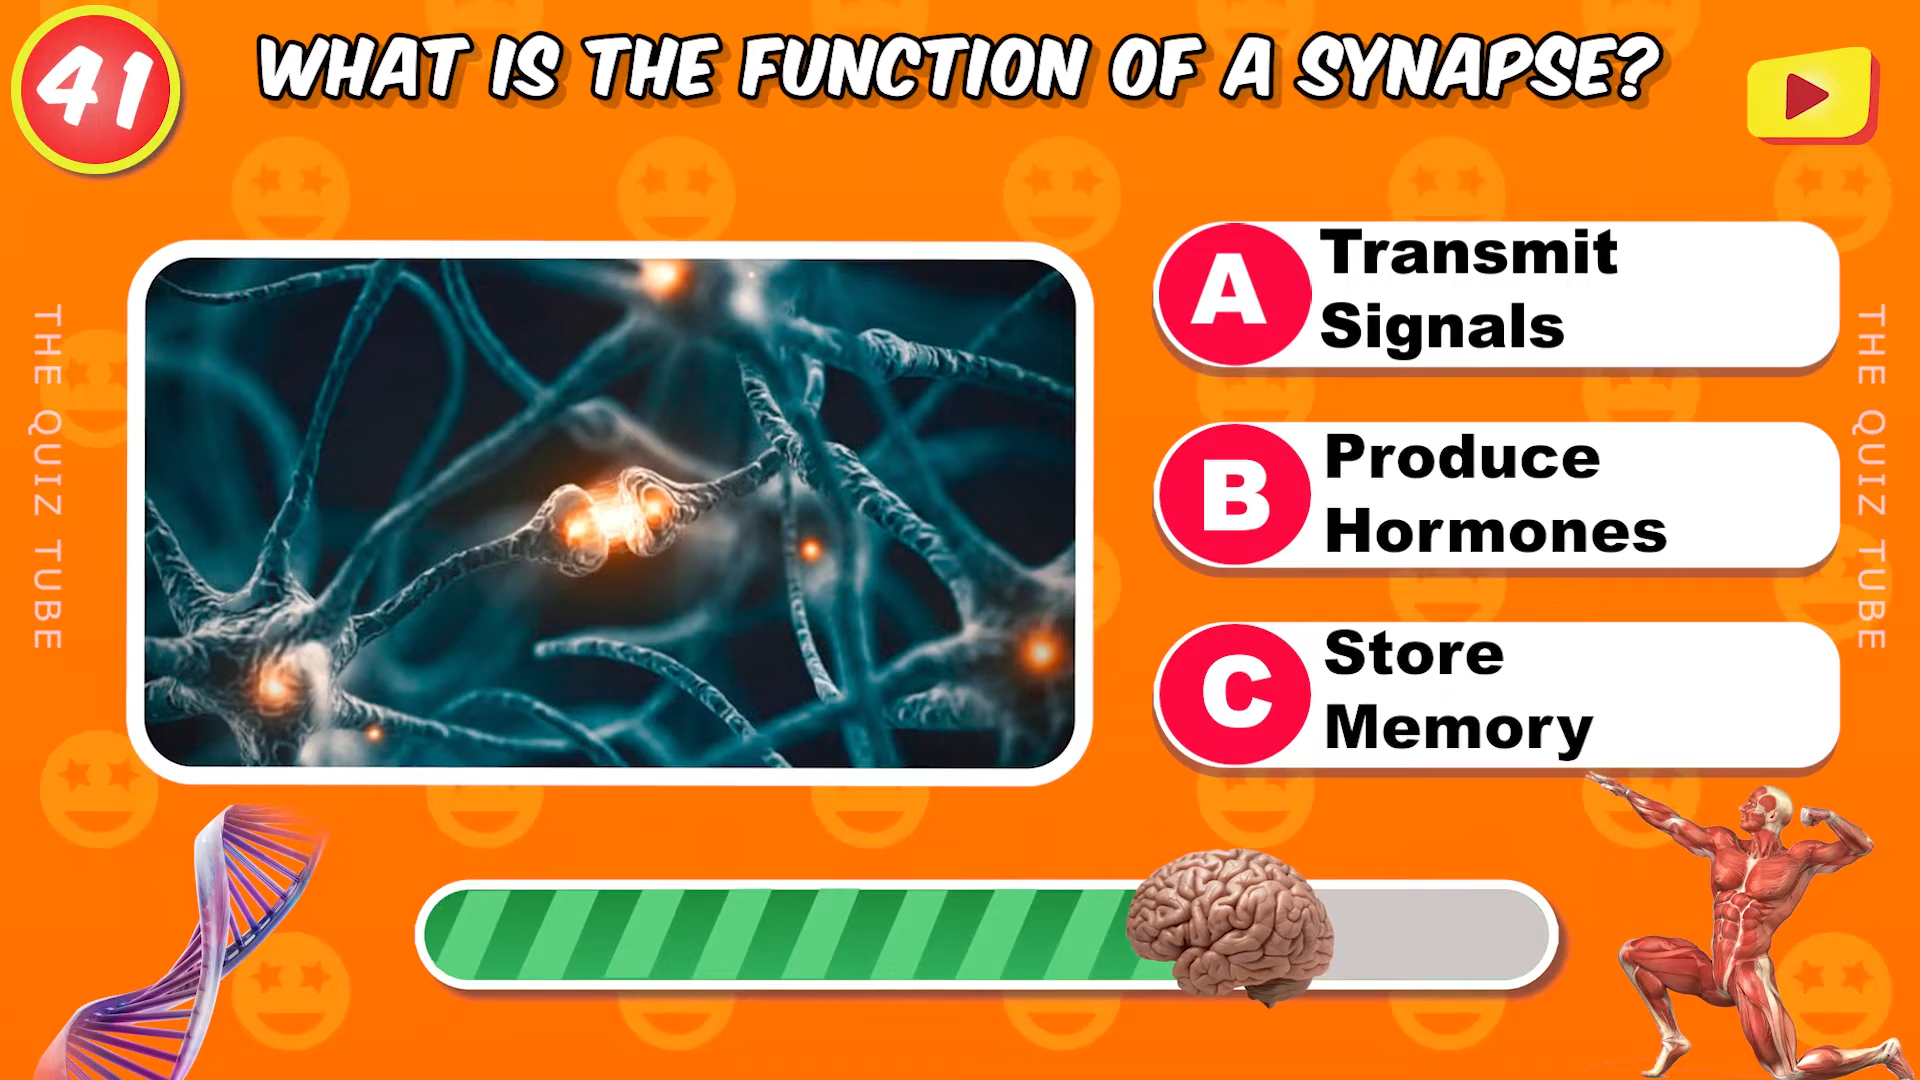 41
WHAT IS THE FUNCTION OF A SYNAPSE?
THE QUIZ TUBE
A
Transmit
Signals
B
Produce
Hormones
C
Store
Memory
THE QUIZ TUBE